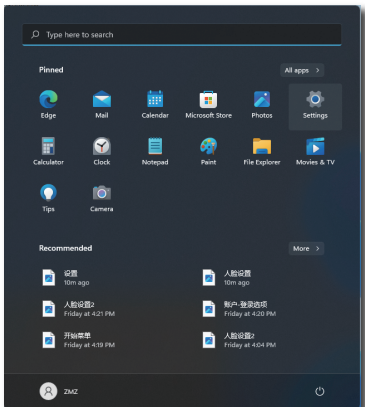 Type here to search
Pinned
All apps >
Edge
Mail
Calendar
Microsoft Store
Photos
Settings
Calculator
Clock
Notepad
Paint
File Explorer
Movies & TV
Tips
Camera
Recommended
More >
设置
10m ago
人脸设置
10m ago
人脸设置2
Friday at 4:21 PM
账户-登录选项
Friday at 4:20 PM
开始菜单
Friday at 4:19 PM
人脸设置2
Friday at 4:04 PM
ZMZ